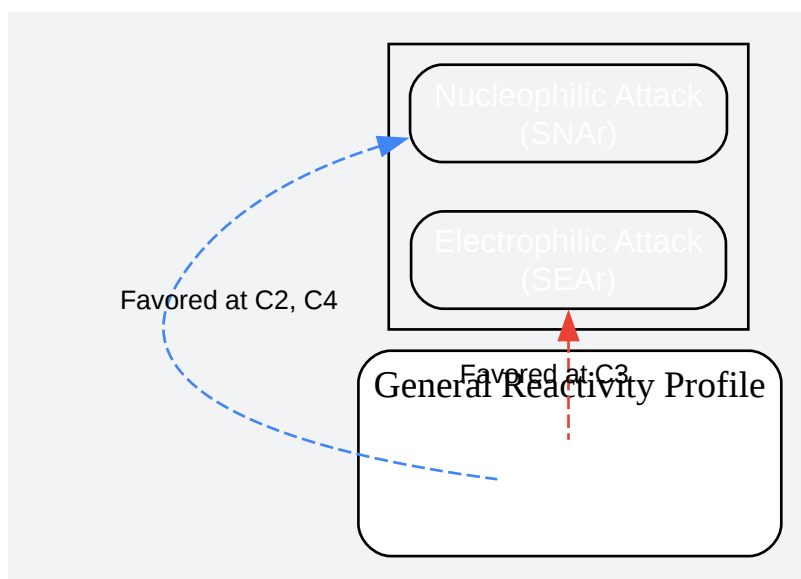 Nucleophilic Attack
(SNAr)
Electrophilic Attack
(SEAr)
Favored at C2, C4
Favored at C3
General Reactivity Profile